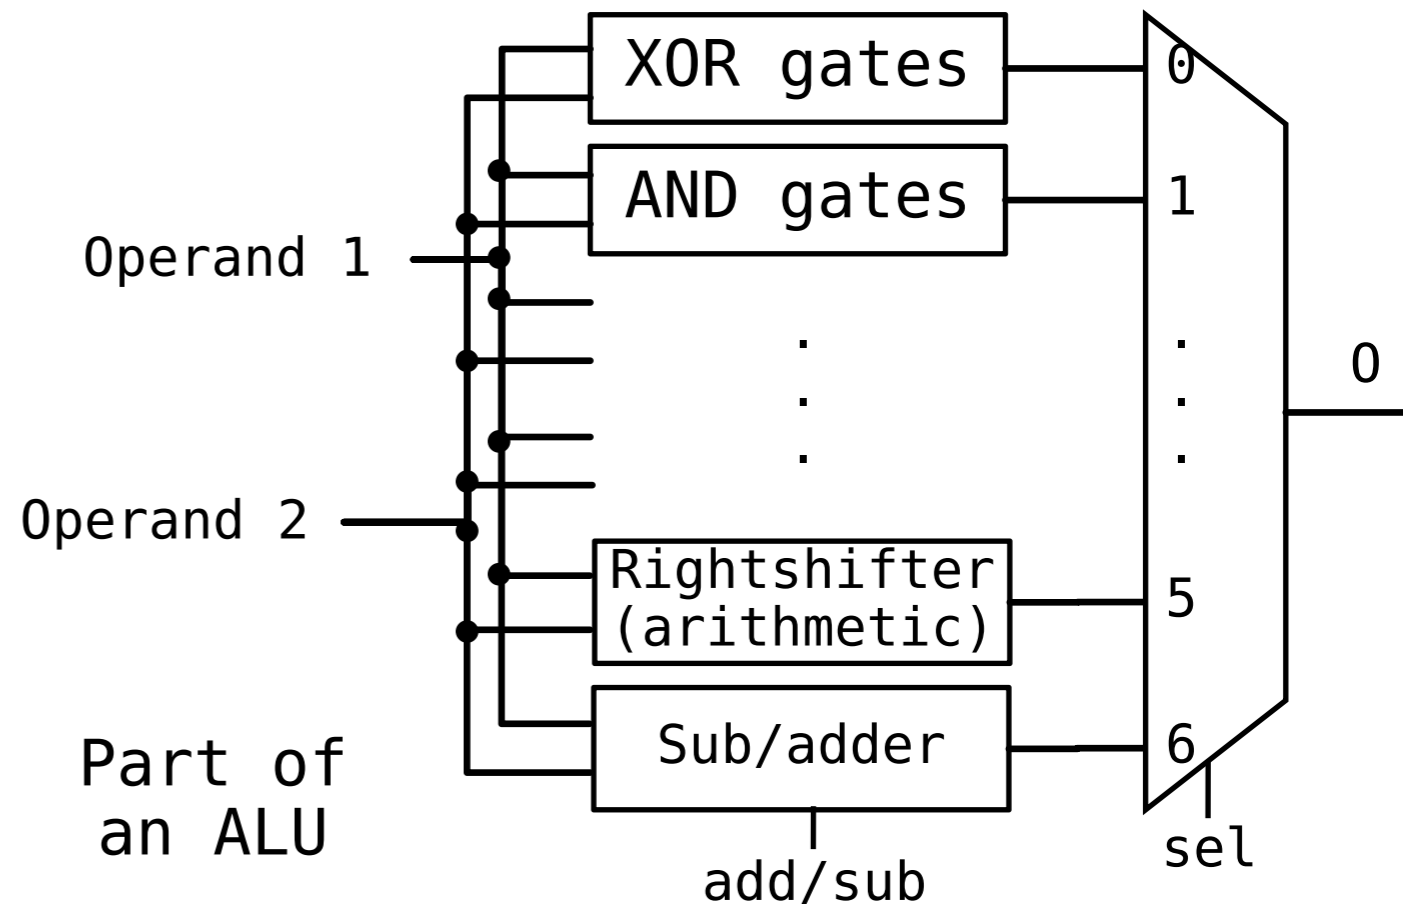 XOR gates
0
AND gates
1
Operand 1
.
.
O
.
.
.
.
Operand 2
Rightshifter
(arithmetic)
5
Sub/adder
6
Part of
an ALU
sel
add/sub